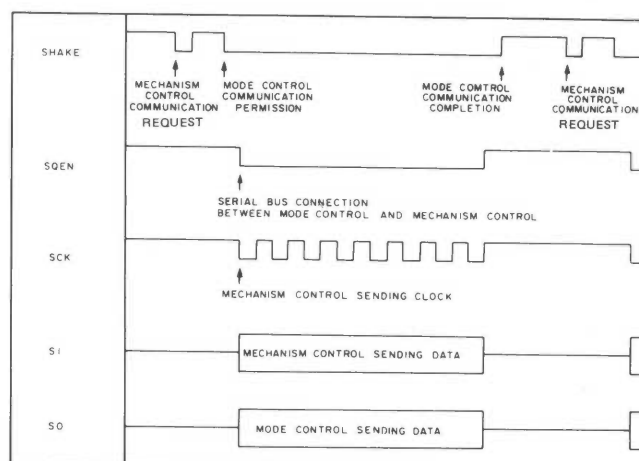 SHAKE
MECHANISM
CONTROL
COMMUNICATION
REQUEST
MODE CONTROL
COMMUNICATION
PERMISSION
MODE COMTROL
COMMUNICATION
COMPLETION
MECHANISM
CONTROL
COMMUNICATION
REQUEST
SQEN
SERIAL BUS CONNECTION
BETWEEN MODE CONTROL AND MECHANISM CONTROL
SCK
MECHANISM CONTROL SENDING CLOCK
SI
MECHANISM CONTROL SENDING DATA
SO
MODE CONTROL SENDING DATA